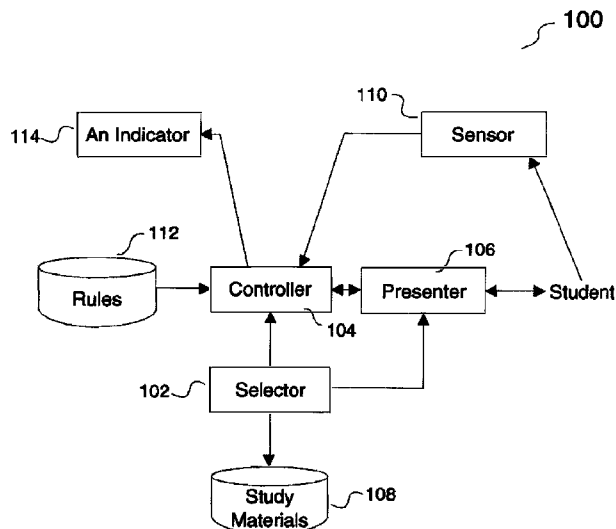 100
110
114
An Indicator
Sensor
112
106
Rules
Controller
Presenter
Student
104
102
Selector
Study
Materials
108